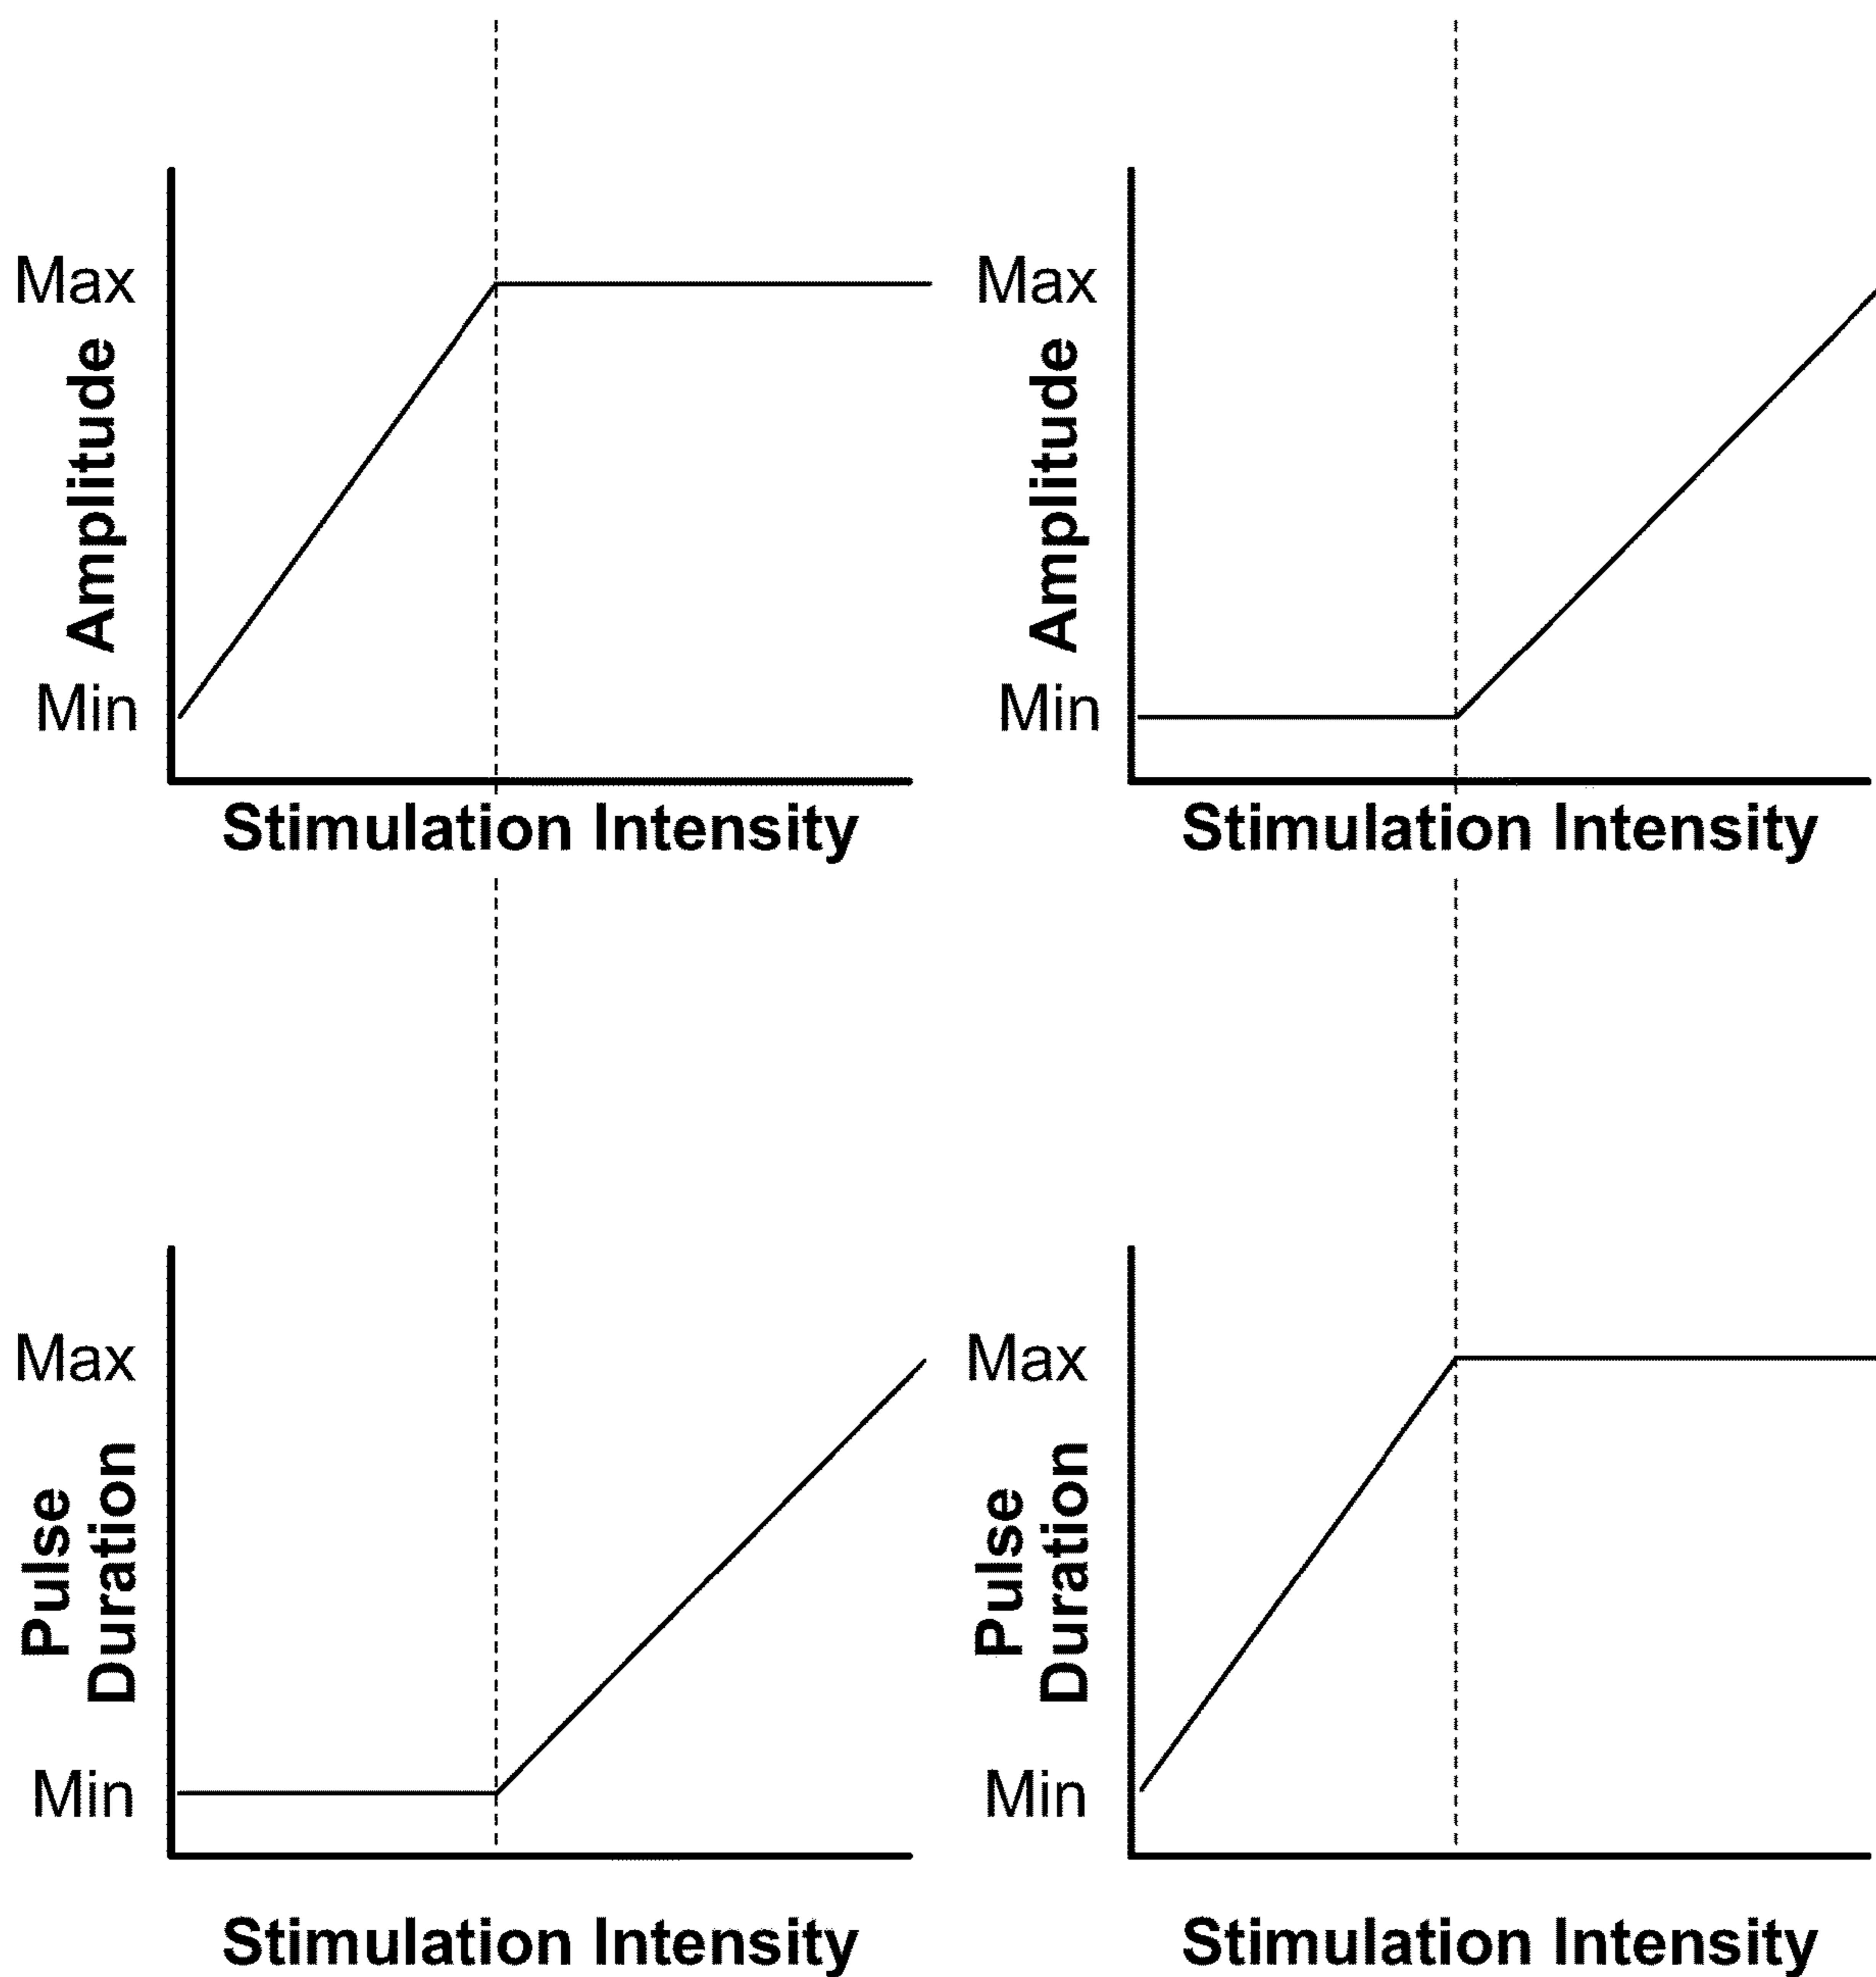 Max
Amplitude
Min
Stimulation Intensity
Max
Amplitude
Min
Stimulation Intensity
Max
Pulse
Duration
Min
Stimulation Intensity
Max
Pulse
Duration
Min
Stimulation Intensity